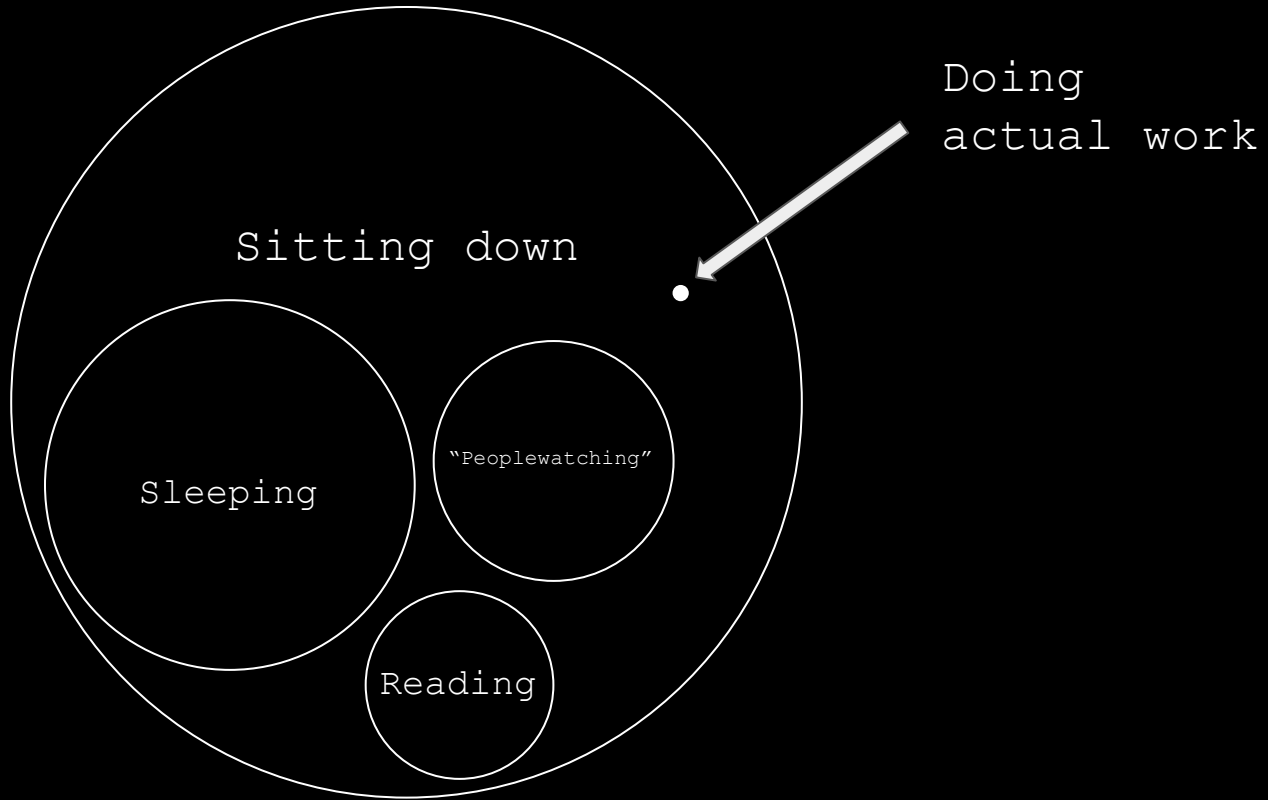 Doing
actual work
Sitting down
“Peoplewatching”
Sleeping
Reading